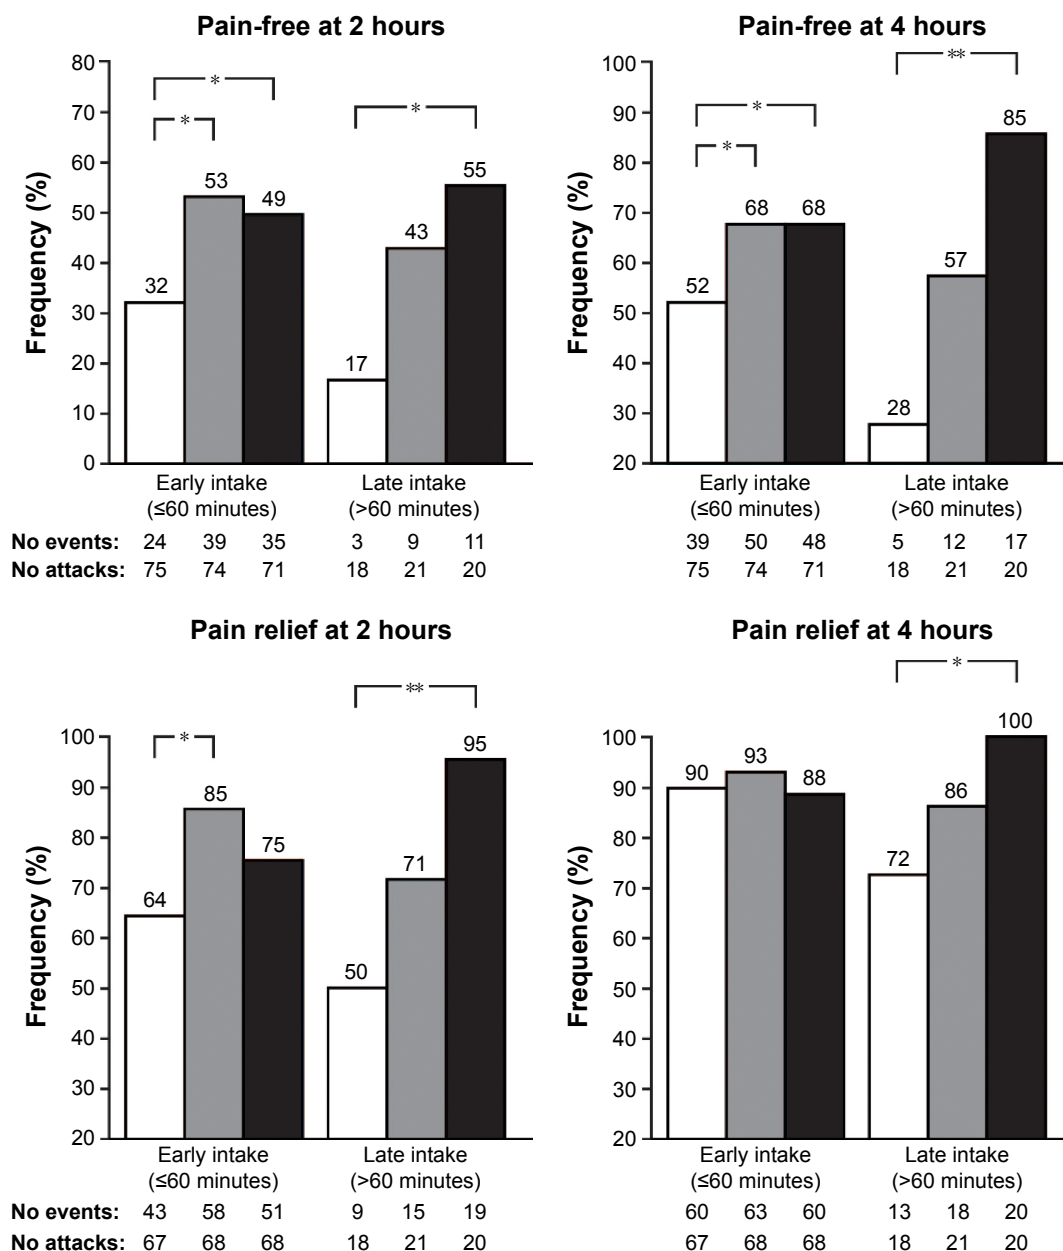 Pain-free at 2 hours
Frequency (%)
80
70
60
50
40
30
20
10
0
*
*
*
32
53
49
17
43
55
Early intake
(≤60 minutes)
Late intake
(>60 minutes)
No events: 24 39 35 3 9 11
No attacks: 75 74 71 18 21 20
Pain-free at 4 hours
Frequency (%)
100
90
80
70
60
50
40
30
20
*
*
**
52
68
68
28
57
85
Early intake
(≤60 minutes)
Late intake
(>60 minutes)
39 50 48 5 12 17
75 74 71 18 21 20
Pain relief at 2 hours
Frequency (%)
100
90
80
70
60
50
40
30
20
*
**
64
85
75
50
71
95
Early intake
(≤60 minutes)
Late intake
(>60 minutes)
No events: 43 58 51 9 15 19
No attacks: 67 68 68 18 21 20
Pain relief at 4 hours
Frequency (%)
100
90
80
70
60
50
40
30
20
*
90
93
88
72
86
100
Early intake
(≤60 minutes)
Late intake
(>60 minutes)
60 63 60 13 18 20
67 68 68 18 21 20